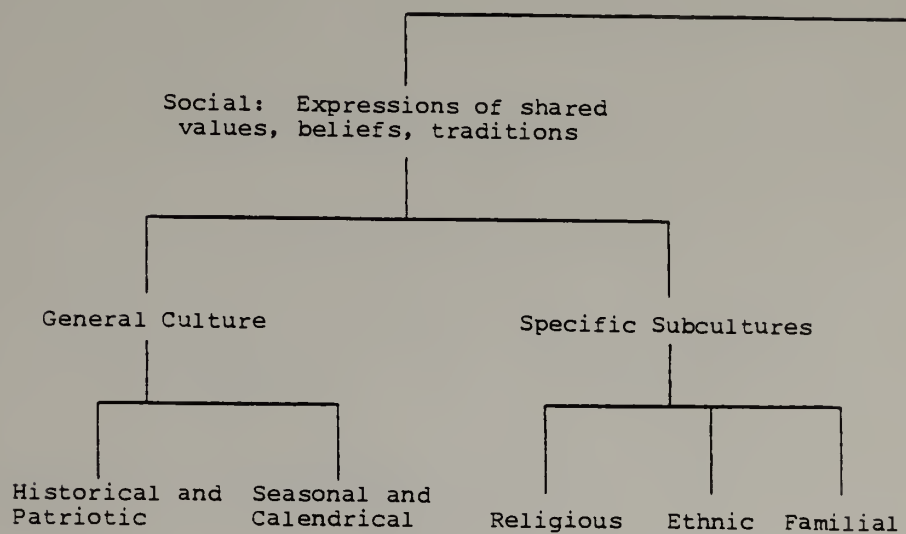 Social: Expressions of shared
values, beliefs, traditions
General Culture
Specific Subcultures
Historical and
Patriotic
Seasonal and
Calendrical
Religious
Ethnic
Familial